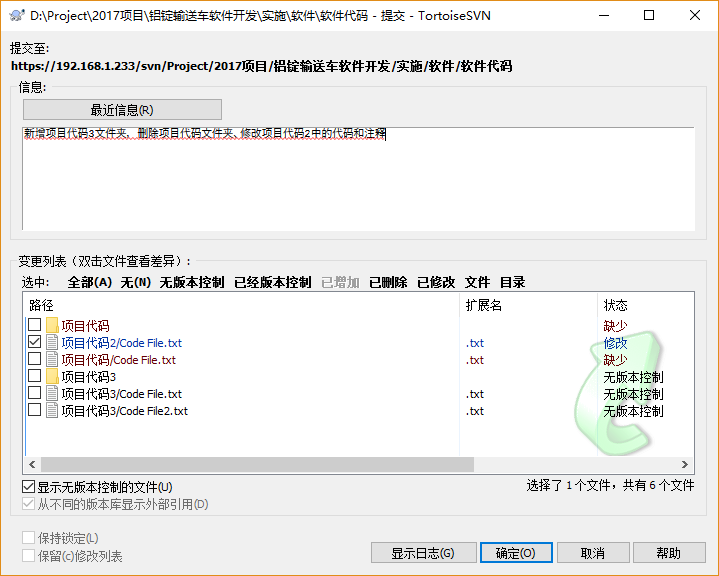 D:\Project\2017项目\铝锭输送车软件开发\实施\软件\软件代码 - 提交 - TortoiseSVN
提交至:
https://192.168.1.233/svn/Project/2017项目/铝锭输送车软件开发/实施/软件/软件代码
信息:
最近信息(R)
新增项目代码3文件夹, 删除项目代码文件夹、修改项目代码2中的代码和注释
变更列表（双击文件查看差异）:
选中: 全部(A) 无(N) 无版本控制 已经版本控制 已增加 已删除 已修改 文件 目录
路径 扩展名 状态
项目代码 缺少
项目代码2/Code File.txt .txt 修改
项目代码/Code File.txt .txt 缺少
项目代码3 无版本控制
项目代码3/Code File.txt .txt 无版本控制
项目代码3/Code File2.txt .txt 无版本控制
显示无版本控制的文件(U) 选择了 1 个文件，共有 6 个文件
从不同的版本库显示外部引用(D)
保持锁定(L)
保留(c)修改列表
显示日志(G) 确定(O) 取消 帮助